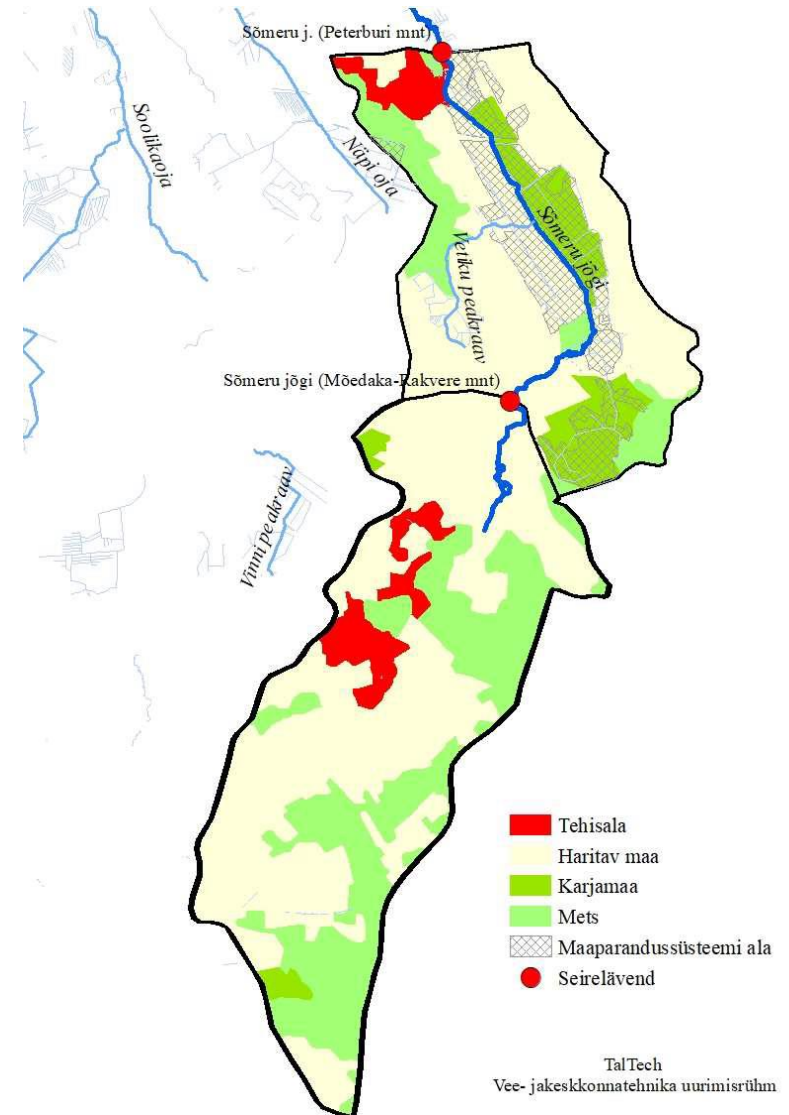 Sõmeru j. (Peterburi mnt)
Soolikaoja
Näpi oja
Sõmeru jõgi
Vetiku peakraav
Sõmeru jõgi (Mõedaka-Rakvere mnt)
Vinni peakraav
Tehisala
Haritav maa
Karjamaa
Mets
Maaparandussüsteemi ala
Seirelävend
TalTech
Vee- jakeskkonnatehnika uurimisrühm